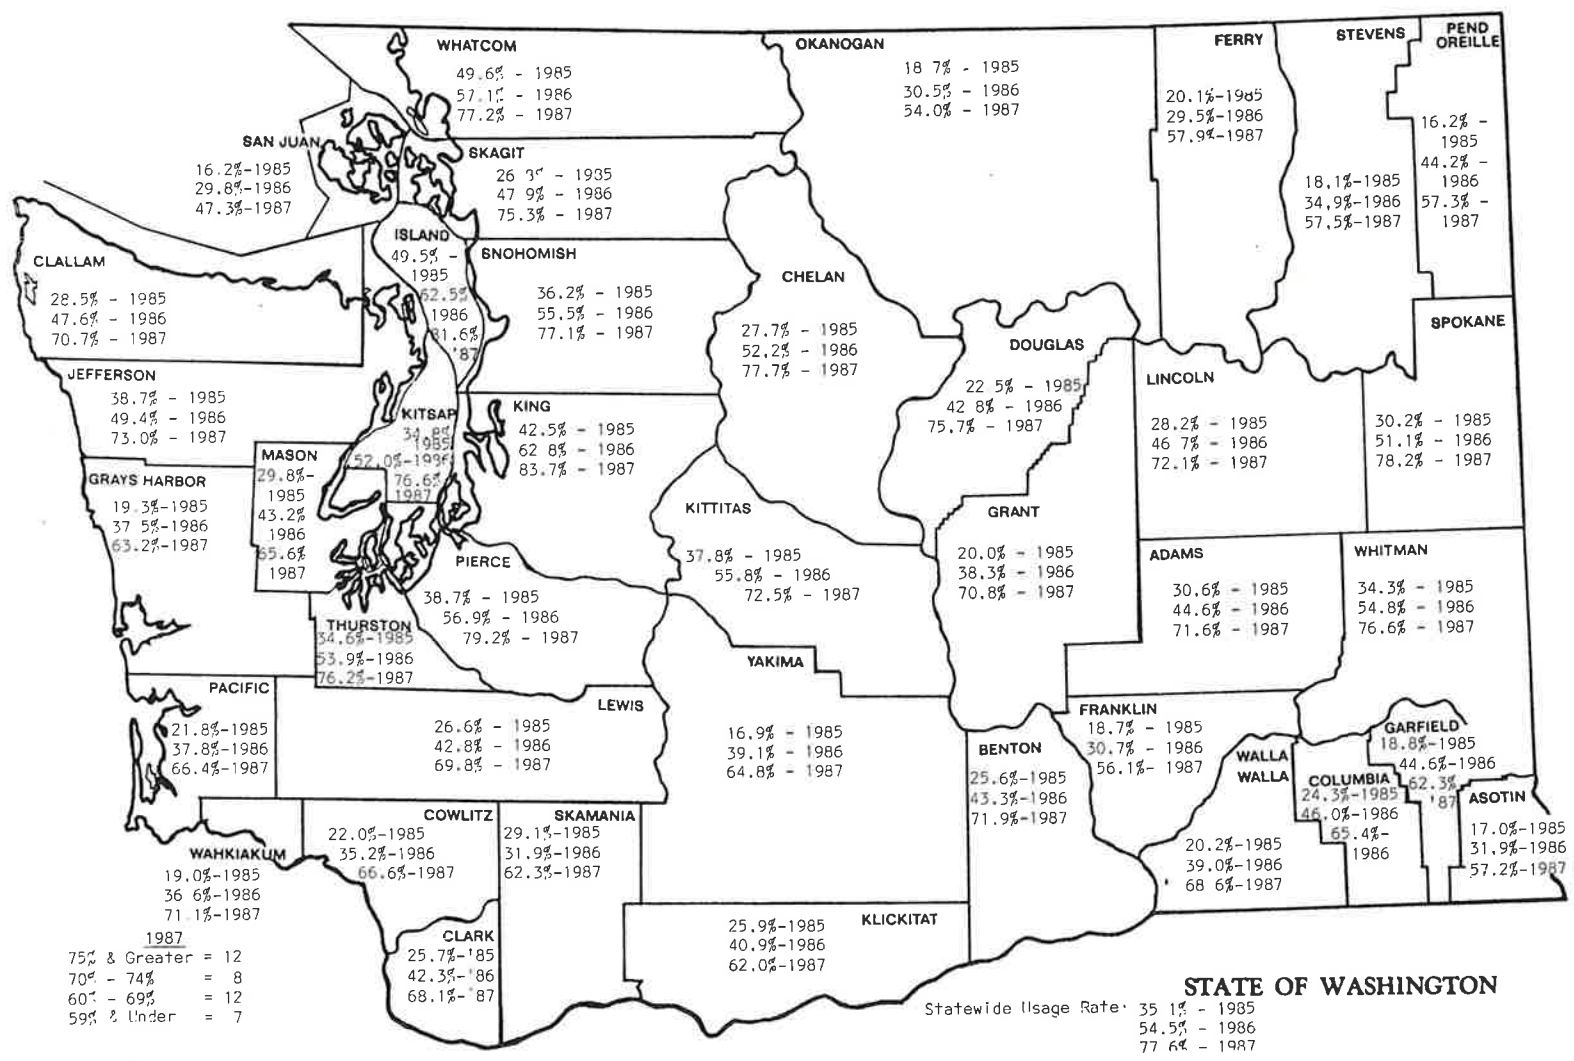 WHATCOM
49.6% - 1985
57.1% - 1986
77.2% - 1987
OKANOGAN
18 7% - 1985
30.5% - 1986
54.0% - 1987
FERRY
20.1%-1985
29.5%-1986
57.9%-1987
STEVENS
18.1%-1985
34.9%-1986
57.5%-1987
PEND
OREILLE
16.2% -
1985
44.2% -
1986
57.3% -
1987
SAN JUAN
16.2%-1985
29.8%-1986
47.3%-1987
SKAGIT
- 1985
47 9% - 1986
75.3% - 1987
ISLAND
49.5% -
1985
62.5%
1986
81.6%
'87
SNOHOMISH
36.2% - 1985
55.5% - 1986
77.1% - 1987
CLALLAM
28.5% - 1985
47.6% - 1986
70.7% - 1987
CHELAN
27.7% - 1985
52.2% - 1986
77.7% - 1987
DOUGLAS
22 5% - 1985
42 8% - 1986
75.7% - 1987
SPOKANE
30.2% - 1985
51.1% - 1986
78.2% - 1987
LINCOLN
28.2% - 1985
46 7% - 1986
72.1% - 1987
JEFFERSON
38.7% - 1985
49.4% - 1986
73.0% - 1987
KITSAP
34.8%
1985
52.0%-1986
76.6%
1987
KING
42.5% - 1985
62 8% - 1986
83.7% - 1987
MASON
29.8%-
1985
43.2%
1986
65.6%
1987
GRAYS HARBOR
19.3%-1985
37 5%-1986
63.2%-1987
KITTITAS
37.8% - 1985
55.8% - 1986
72.5% - 1987
GRANT
20.0% - 1985
38.3% - 1986
70.8% - 1987
ADAMS
30.6% - 1985
44.6% - 1986
71.6% - 1987
WHITMAN
34.3% - 1985
54.8% - 1986
76.6% - 1987
PIERCE
38.7% - 1985
56.9% - 1986
79.2% - 1987
THURSTON
34.6%-1985
53.9%-1986
76.2%-1987
YAKIMA
16.9% - 1985
39.1% - 1986
64.8% - 1987
PACIFIC
21.8%-1985
37.8%-1986
66.4%-1987
LEWIS
26.6% - 1985
42.8% - 1986
69.8% - 1987
BENTON
25.6%-1985
43.3%-1986
71.9%-1987
FRANKLIN
18.7% - 1985
30.7% - 1986
56.1%- 1987
WALLA
WALLA
20.2%-1985
39.0%-1986
68 6%-1987
COLUMBIA
24.3%-1985
46.0%-1986
65.4%-
1986
GARFIELD
18.8%-1985
44.6%-1986
62.3%
'87
ASOTIN
17.0%-1985
31.9%-1986
57.2%-1987
WAHKIAKUM
19.0%-1985
36 6%-1986
71.1%-1987
COWLITZ
22.0%-1985
35.2%-1986
66.6%-1987
SKAMANIA
29.1%-1985
31.9%-1986
62.3%-1987
CLARK
25.7%-'85
42.3%-'86
68.1%-'87
KLICKITAT
25.9%-1985
40.9%-1986
62.0%-1987
1987
75% & Greater = 12
70% - 74% = 8
60% - 69% = 12
59% & Under = 7
STATE OF WASHINGTON
Statewide Usage Rate: 35 1% - 1985
54.5% - 1986
77 6% - 1987